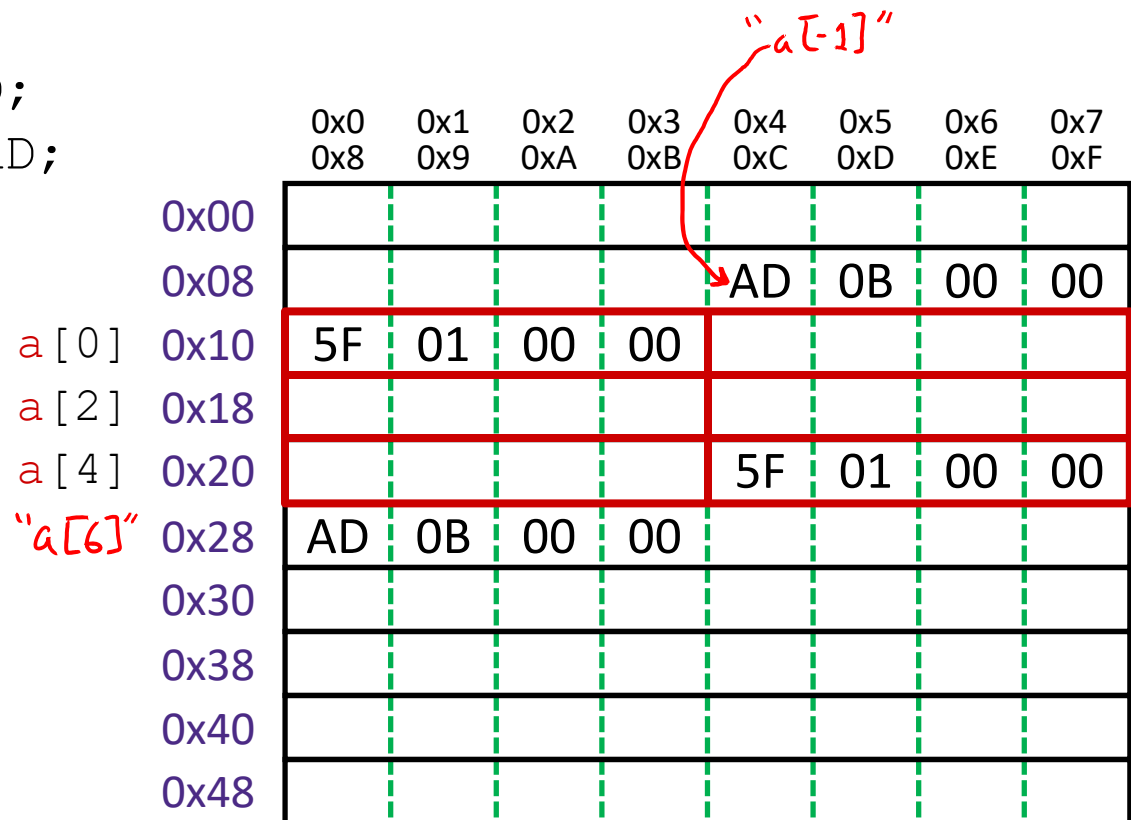 "a[-1]"
);
D;
0x0 0x1 0x2 0x3 0x4 0x5 0x6 0x7
0x8 0x9 0xA 0xB 0xC 0xD 0xE 0xF
0x00
0x08 AD 0B 00 00
a[0] 0x10 5F 01 00 00
a[2] 0x18
a[4] 0x20 5F 01 00 00
"a[6]" 0x28 AD 0B 00 00
0x30
0x38
0x40
0x48